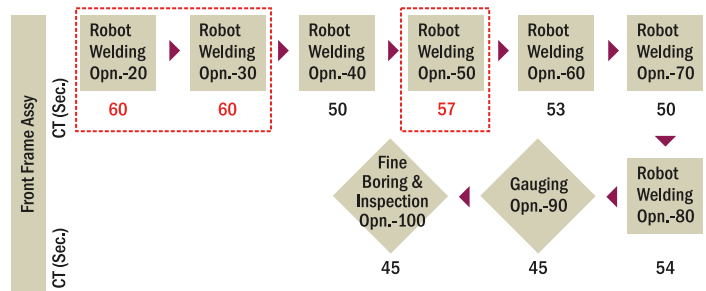 Front Frame Assy
CT (Sec.)
Robot
Welding
Opn.-20
Robot
Welding
Opn.-30
Robot
Welding
Opn.-40
Robot
Welding
Opn.-50
Robot
Welding
Opn.-60
Robot
Welding
Opn.-70
60
60
50
57
53
50
CT (Sec.)
Fine
Boring &
Inspection
Opn.-100
Gauging
Opn.-90
Robot
Welding
Opn.-80
45
45
54